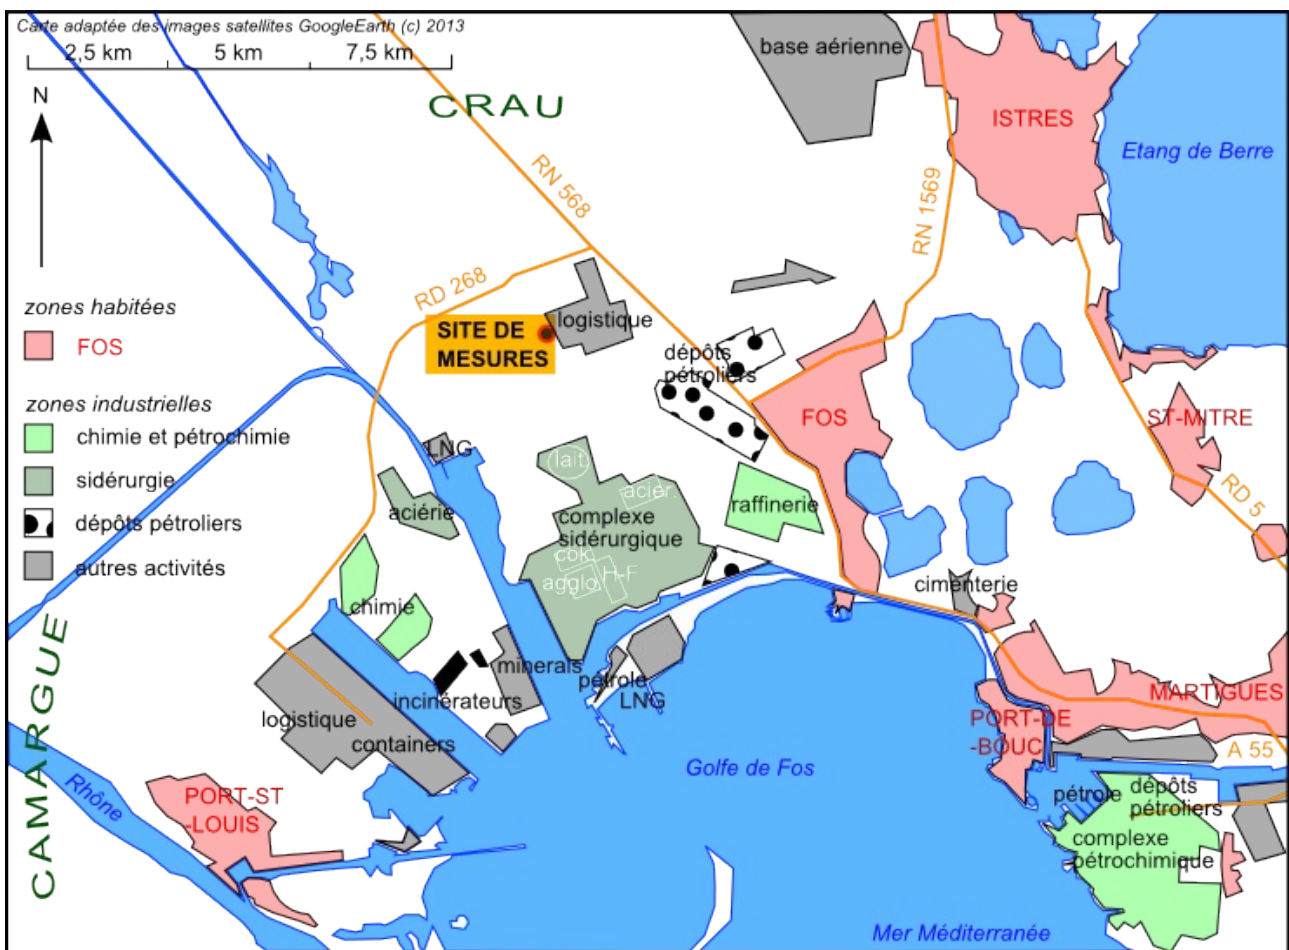 Carte adaptée des images satellites GoogleEarth (c) 2013
2,5 km
5 km
7,5 km
N
CRAU
base aérienne
ISTRES
Etang de Berre
RN 568
RN 1569
RD 268
zones habitées
FOS
SITE DE
MESURES
logistique
dépôts
pétroliers
FOS
ST-MITRE
RD 5
zones industrielles
chimie et pétrochimie
sidérurgie
dépôts pétroliers
autres activités
LNG
(lait.
acier.
raffinerie
aciérie
complexe
sidérurgique
cok.
agglo.
H-F
chimie
cimenterie
minerais
incinérateurs
pétrole
LNG
logistique
containers
MARTIGUES
PORT-DE
-BOUC
A 55
CAMARGUE
Rhône
PORT-ST
-LOUIS
Golfe de Fos
pétrole
dépôts
pétroliers
complexe
pétrochimique
Mer Méditerranée